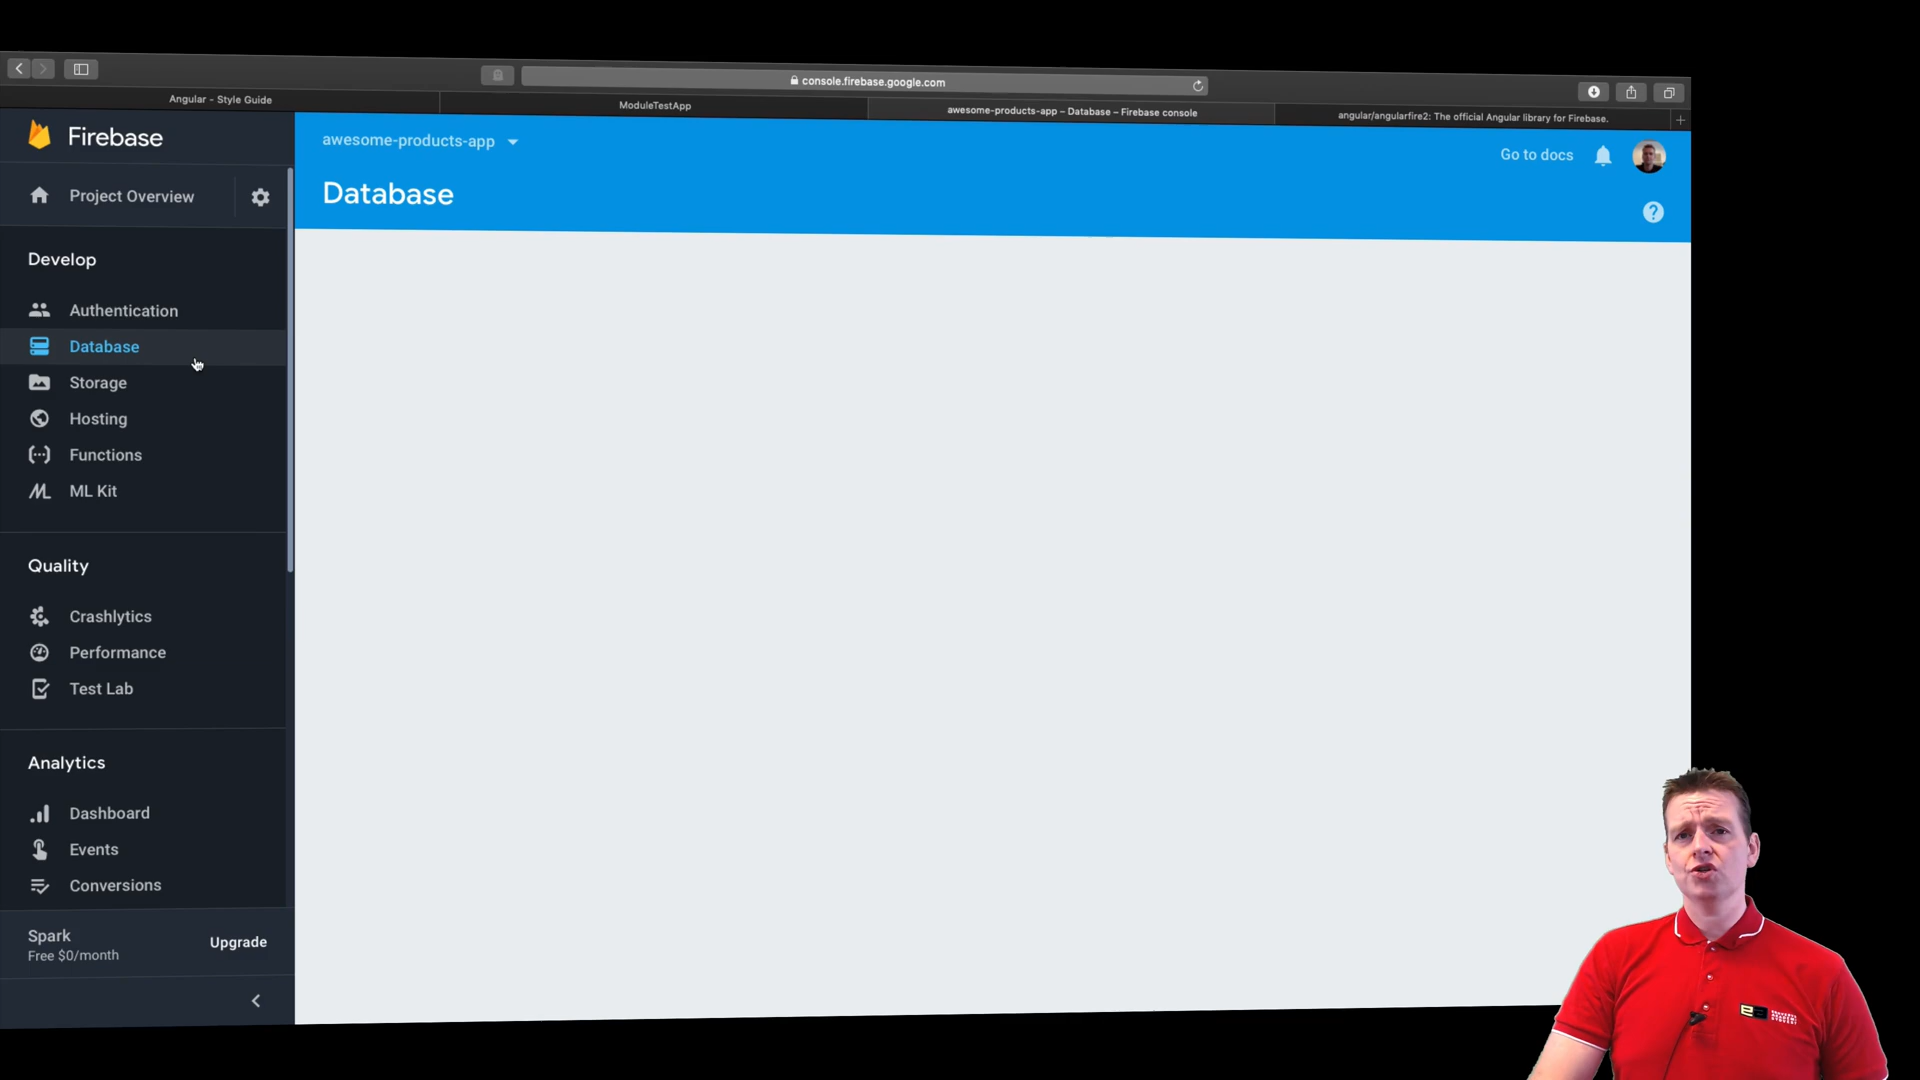 console.firebase.google.com
Angular - Style Guide
ModuleTestApp
awesome-products-app – Database – Firebase console
angular/angularfire2: The official Angular library for Firebase.
Firebase
awesome-products-app
Go to docs
Database
Project Overview
Develop
Authentication
Database
Storage
Hosting
Functions
ML Kit
Quality
Crashlytics
Performance
Test Lab
Analytics
Dashboard
Events
Conversions
Spark
Free $0/month
Upgrade